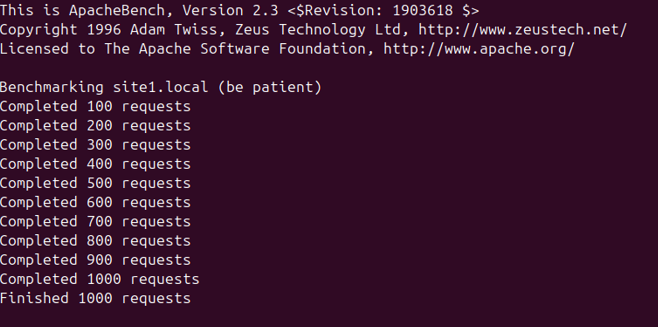 This is ApacheBench, Version 2.3 <$Revision: 1903618 $>
Copyright 1996 Adam Twiss, Zeus Technology Ltd, http://www.zeustech.net/
Licensed to The Apache Software Foundation, http://www.apache.org/

Benchmarking site1.local (be patient)
Completed 100 requests
Completed 200 requests
Completed 300 requests
Completed 400 requests
Completed 500 requests
Completed 600 requests
Completed 700 requests
Completed 800 requests
Completed 900 requests
Completed 1000 requests
Finished 1000 requests